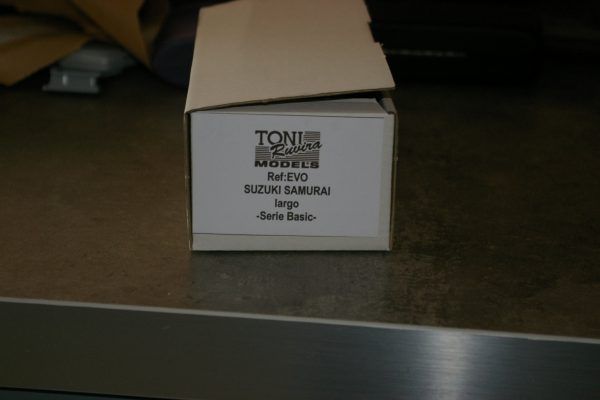 TONI
Ruvira
MODELS
Ref:EVO
SUZUKI SAMURAI
largo
-Serie Basic-